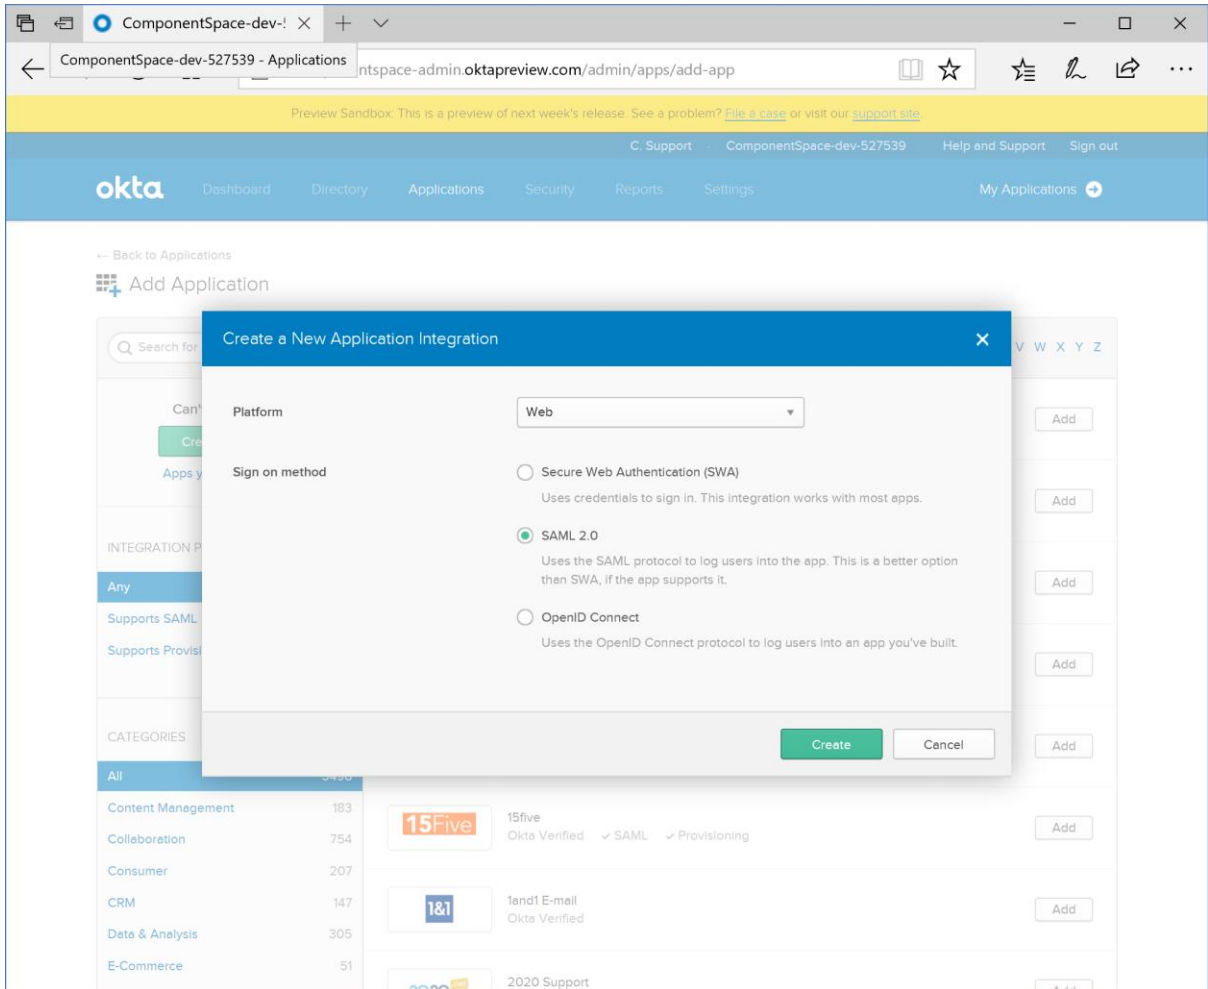 ComponentSpace-dev-
ComponentSpace-dev-527539 - Applications
ntspace-admin.oktapreview.com/admin/apps/add-app
Preview Sandbox: This is a preview of next week's release. See a problem? File a case or visit our support site.
C. Support · ComponentSpace-dev-527539 Help and Support Sign out
okta Dashboard Directory Applications Security Reports Settings My Applications
← Back to Applications
Add Application
Search for
V W X Y Z
Create a New Application Integration
Platform
Web
Sign on method
Secure Web Authentication (SWA)
Uses credentials to sign in. This integration works with most apps.
SAML 2.0
Uses the SAML protocol to log users into the app. This is a better option
than SWA, if the app supports it.
OpenID Connect
Uses the OpenID Connect protocol to log users into an app you've built.
Create Cancel
Can'
Cre
Apps y
INTEGRATION P
Any
Supports SAML
Supports Provisi
CATEGORIES
All
Content Management 183
Collaboration 754
Consumer 207
CRM 147
Data & Analysis 305
E-Commerce 51
Add
Add
Add
Add
Add
15Five
15five
Okta Verified ✓ SAML ✓ Provisioning
Add
1&1
1and1 E-mail
Okta Verified
Add
2020 Support